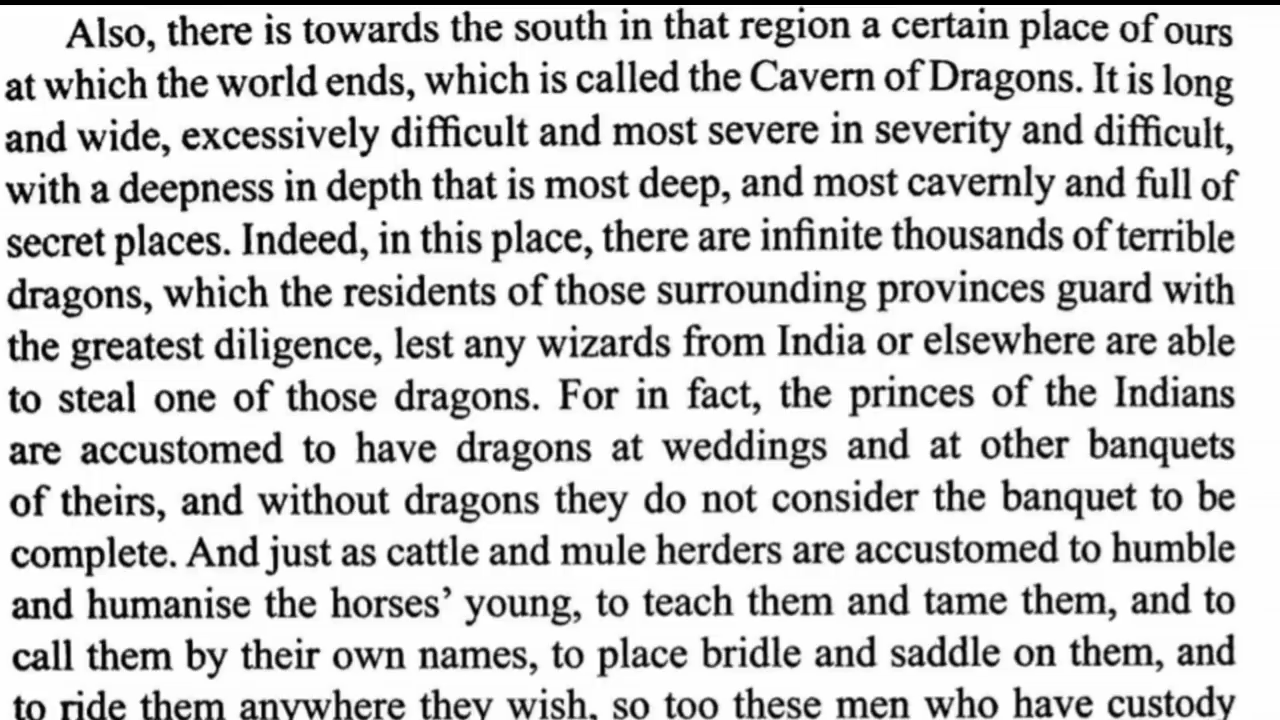 Also, there is towards the south in that region a certain place of ours
at which the world ends, which is called the Cavern of Dragons. It is long
and wide, excessively difficult and most severe in severity and difficult,
with a deepness in depth that is most deep, and most cavernly and full of
secret places. Indeed, in this place, there are infinite thousands of terrible
dragons, which the residents of those surrounding provinces guard with
the greatest diligence, lest any wizards from India or elsewhere are able
to steal one of those dragons. For in fact, the princes of the Indians
are accustomed to have dragons at weddings and at other banquets
of theirs, and without dragons they do not consider the banquet to be
complete. And just as cattle and mule herders are accustomed to humble
and humanise the horses’ young, to teach them and tame them, and to
call them by their own names, to place bridle and saddle on them, and
to ride them anywhere they wish, so too these men who have custody